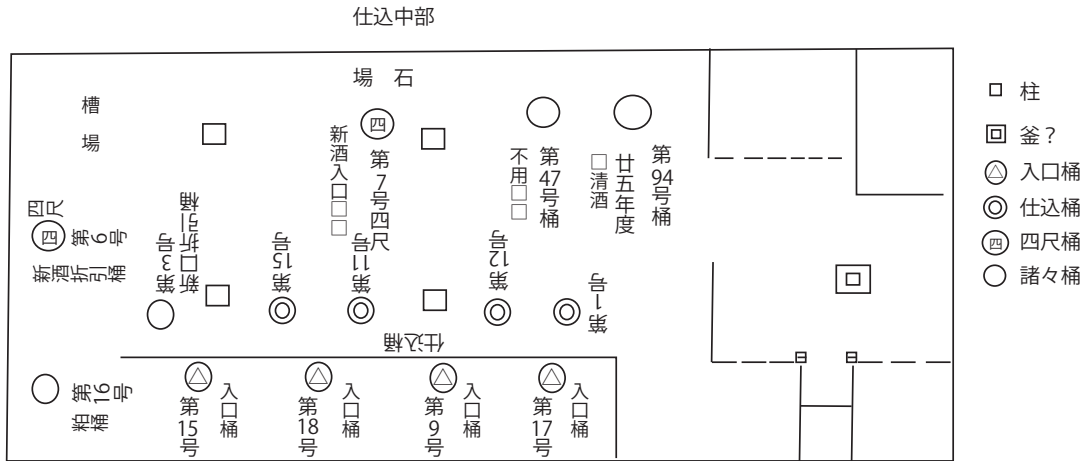 仕込中部
槽場
場石
四
第7号四尺
新酒入口□□
第47号桶
不用□□
第94号桶
廿五年度
□清酒
四尺
四
第6号
新酒折引桶
第3号
新口折引桶
第15号
第11号
第12号
第1号
仕込桶
第16号
粕桶
入口桶
第15号
入口桶
第18号
入口桶
第9号
入口桶
第17号
柱
釜？
入口桶
仕込桶
四 四尺桶
諸々桶